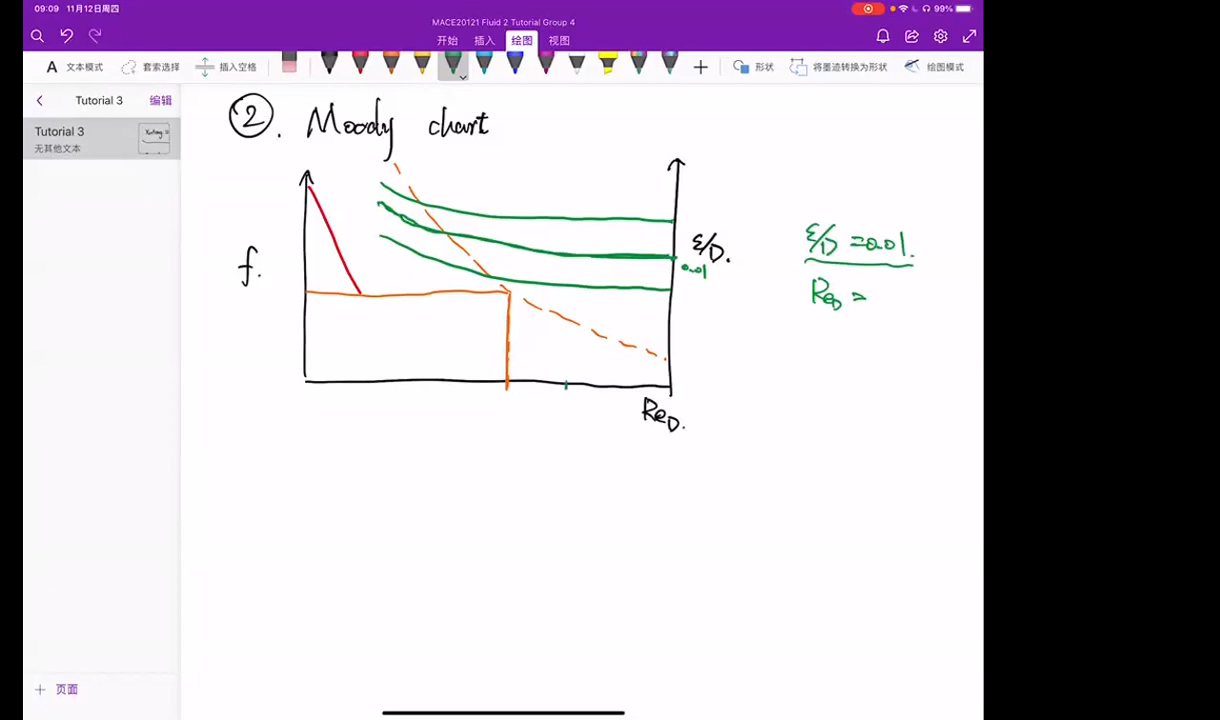 09:09 11月12日周四
99%
MACE20121 Fluid 2 Tutorial Group 4
开始 插入 绘图 视图
文本模式 套索选择 插入空格 形状 将墨迹转换为形状 绘图模式
Tutorial 3 编辑
Tutorial 3
无其他文本
②. Moody chart
f.
ε/D.
0.01
ε/D = 0.01.
Re_D =
Re_D.
页面